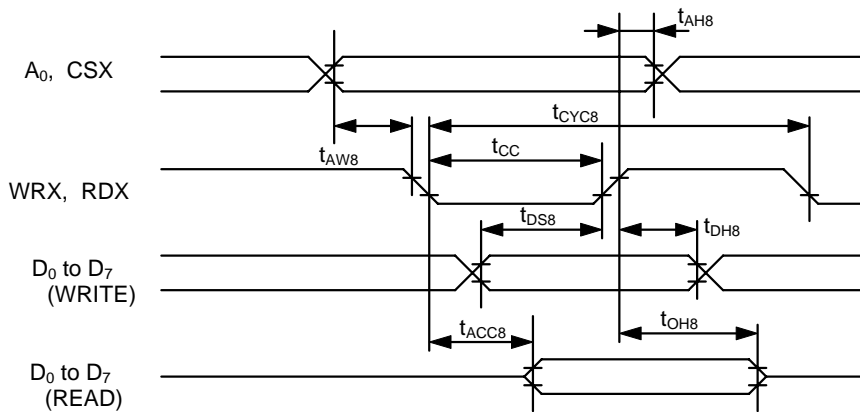 tAH8
A0, CSX
tCYC8
tAW8
tCC
WRX, RDX
tDS8
tDH8
D0 to D7
(WRITE)
tACC8
tOH8
D0 to D7
(READ)